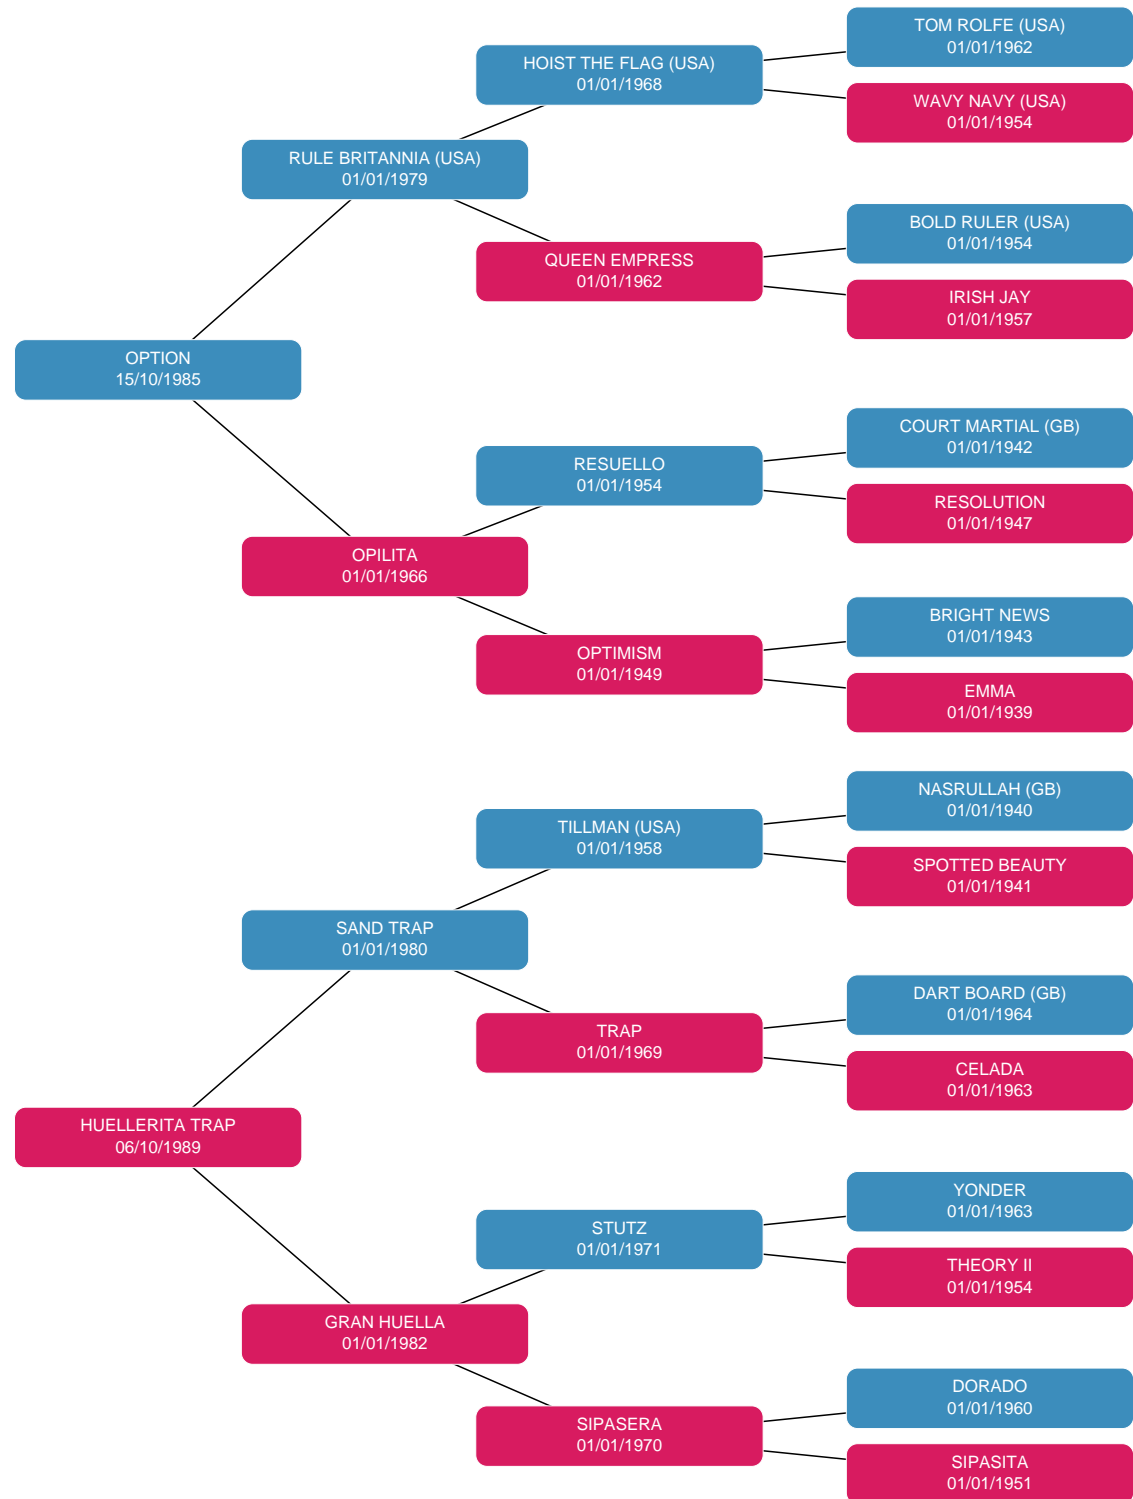 TOM ROLFE (USA)
01/01/1962
HOIST THE FLAG (USA)
01/01/1968
WAVY NAVY (USA)
01/01/1954
RULE BRITANNIA (USA)
01/01/1979
BOLD RULER (USA)
01/01/1954
QUEEN EMPRESS
01/01/1962
IRISH JAY
01/01/1957
OPTION
15/10/1985
COURT MARTIAL (GB)
01/01/1942
RESUELLO
01/01/1954
RESOLUTION
01/01/1947
OPILITA
01/01/1966
BRIGHT NEWS
01/01/1943
OPTIMISM
01/01/1949
EMMA
01/01/1939
NASRULLAH (GB)
01/01/1940
TILLMAN (USA)
01/01/1958
SPOTTED BEAUTY
01/01/1941
SAND TRAP
01/01/1980
DART BOARD (GB)
01/01/1964
TRAP
01/01/1969
CELADA
01/01/1963
HUELLERITA TRAP
06/10/1989
YONDER
01/01/1963
STUTZ
01/01/1971
THEORY II
01/01/1954
GRAN HUELLA
01/01/1982
DORADO
01/01/1960
SIPASERA
01/01/1970
SIPASITA
01/01/1951